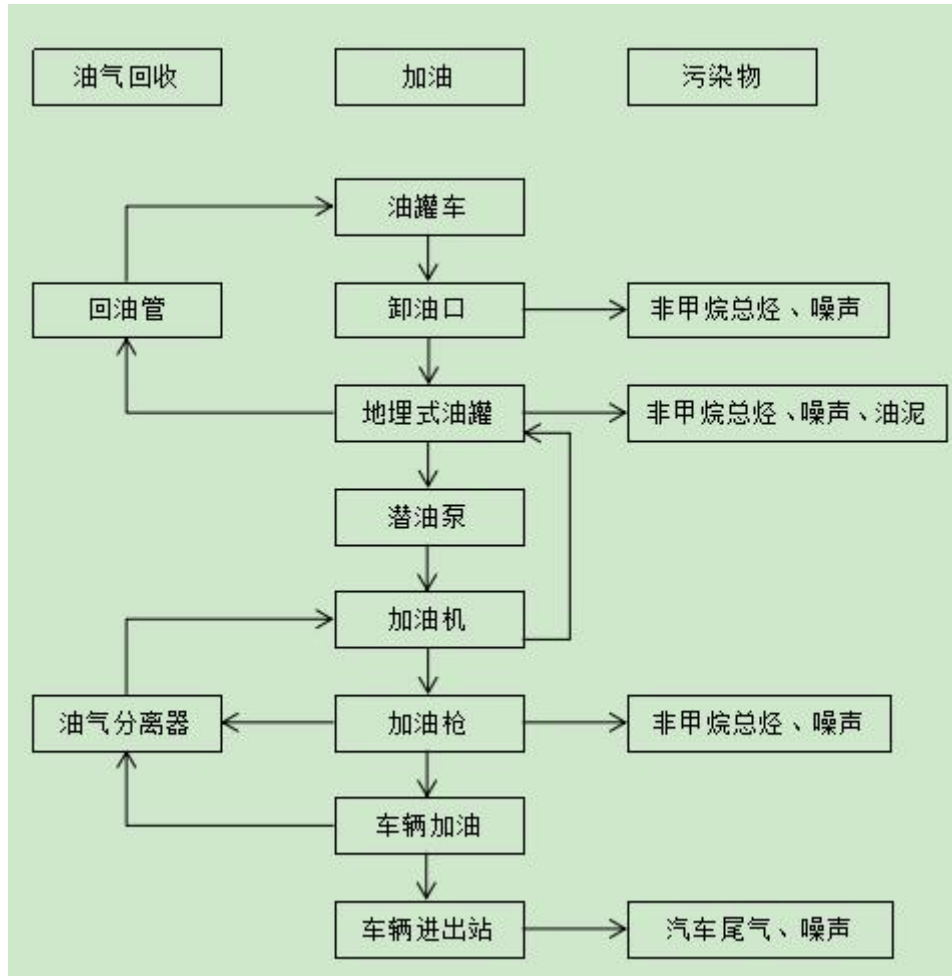 油气回收
加油
污染物
油罐车
回油管
卸油口
非甲烷总烃、噪声
地埋式油罐
非甲烷总烃、噪声、油泥
潜油泵
加油机
油气分离器
加油枪
非甲烷总烃、噪声
车辆加油
车辆进出站
汽车尾气、噪声